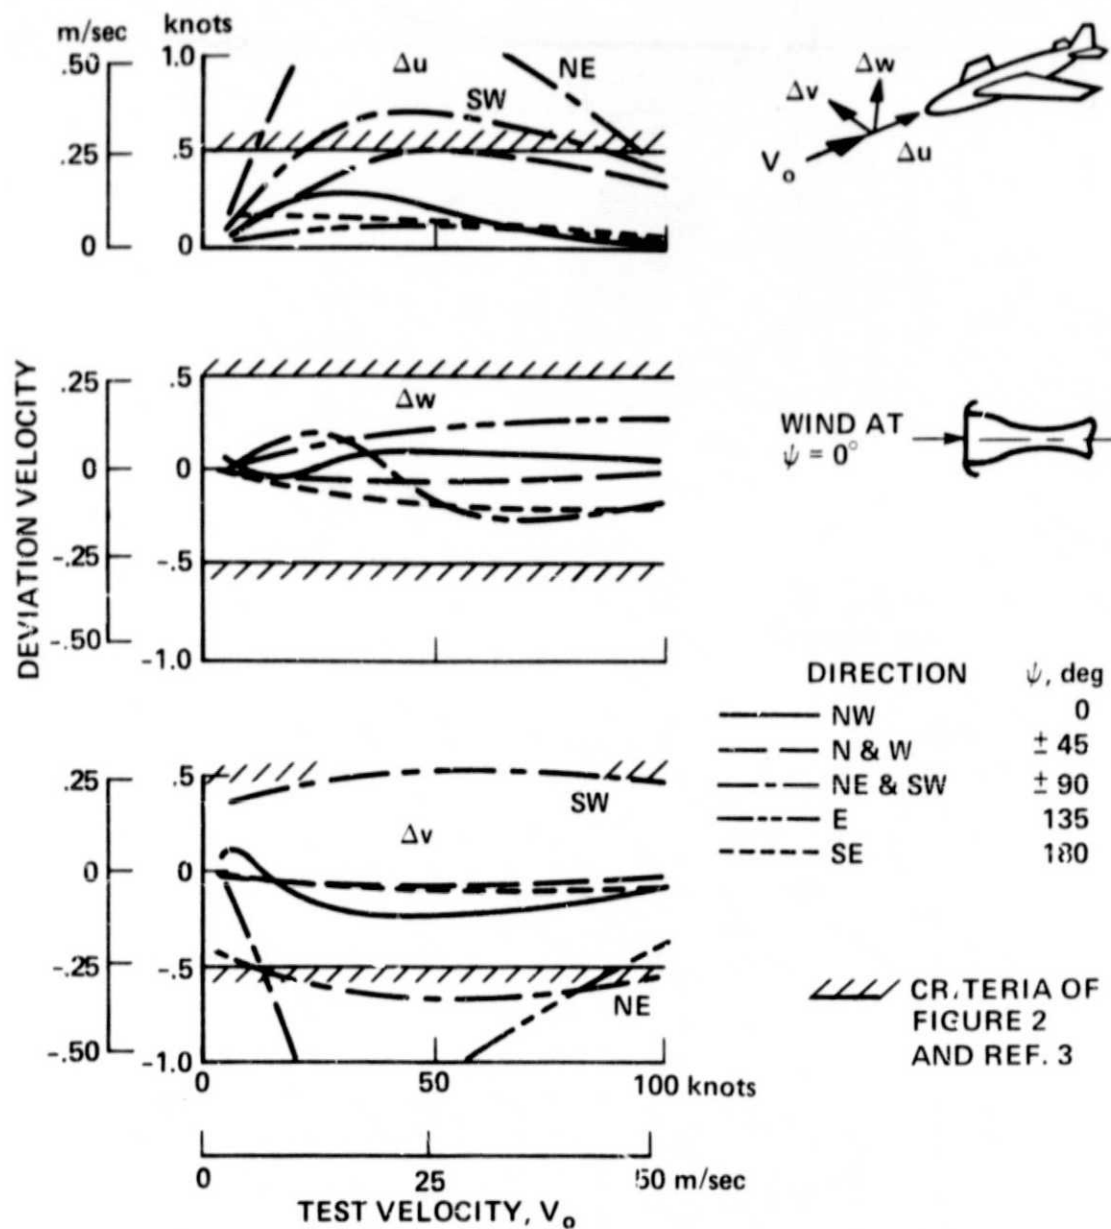 m/sec knots
.50 1.0 Δu NE
SW
.25 .5
0 0
Δw
Δv
Δu
V₀
DEVIATION VELOCITY
.25 .5
Δw
0 0
-.25 -.5
-.50 -1.0
WIND AT
ψ = 0°
DIRECTION ψ, deg
NW 0
N & W ± 45
NE & SW ± 90
E 135
SE 180
.25 .5
SW
Δv
0 0
-.25 -.5
NE
-.50 -1.0
0 50 100 knots
CR.TERIA OF
FIGURE 2
AND REF. 3
0 25 50 m/sec
TEST VELOCITY, V₀